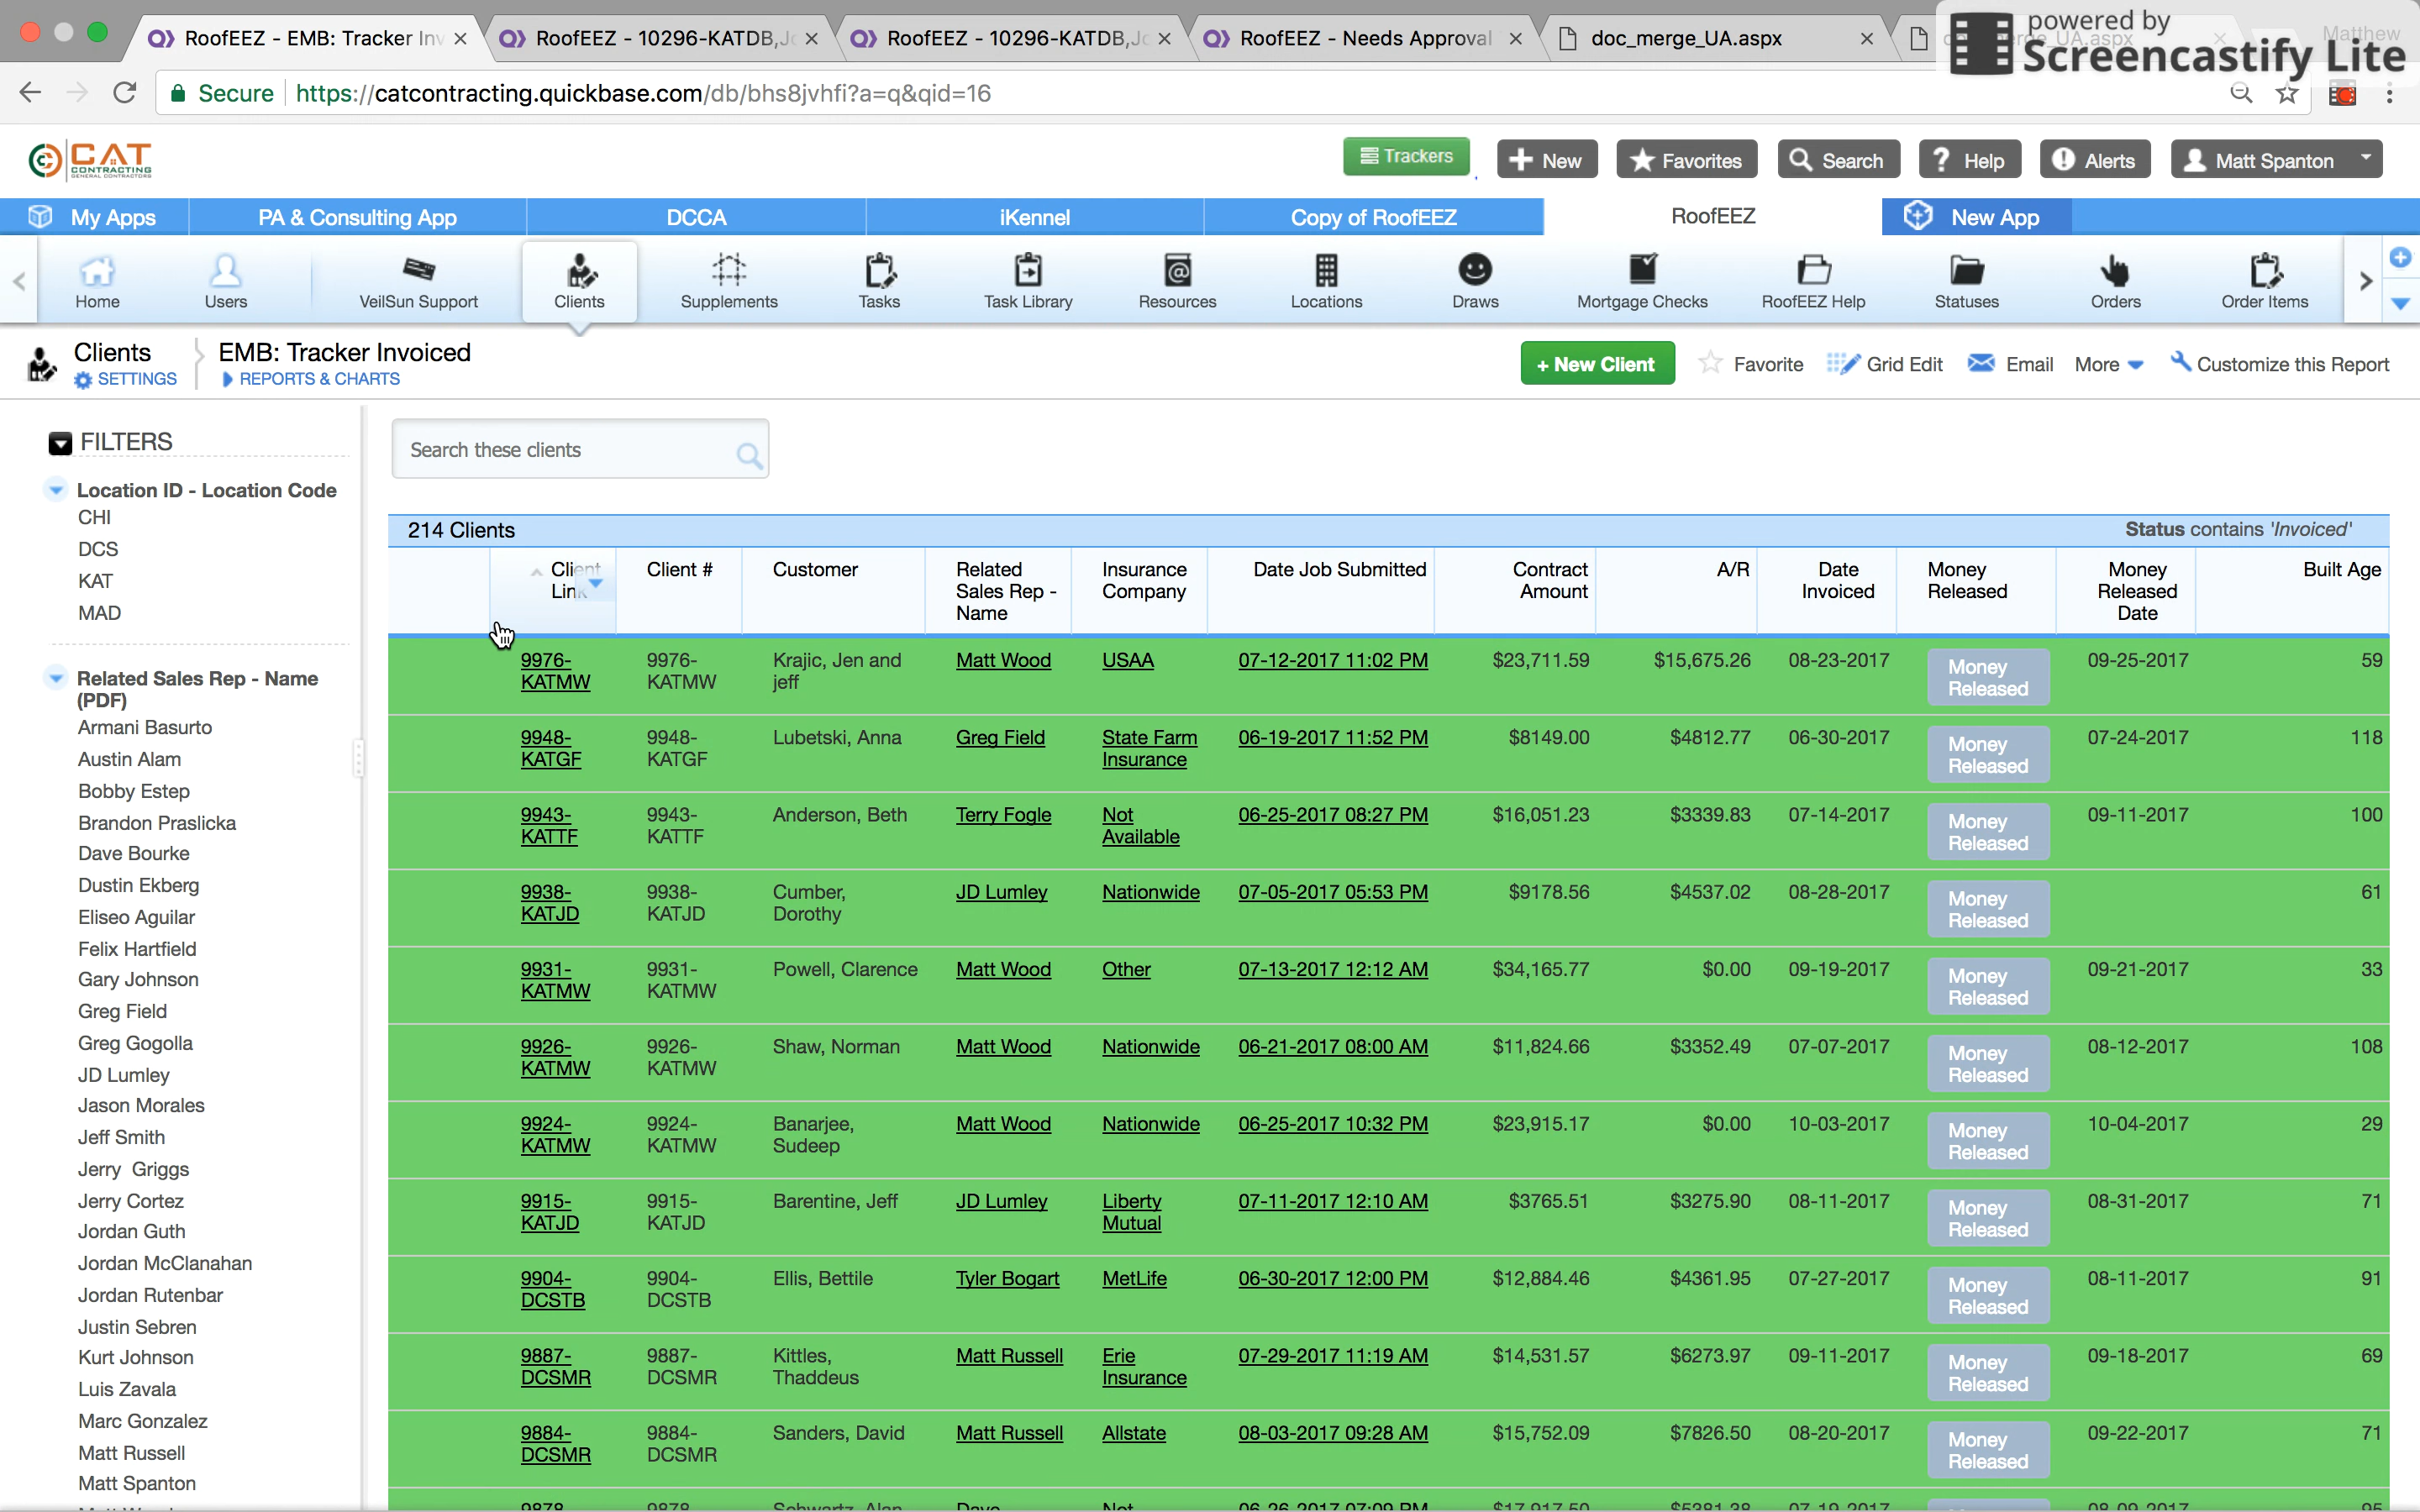 RoofEEZ - EMB: Tracker Inv
RoofEEZ - 10296-KATDB,Jo
RoofEEZ - 10296-KATDB,Jo
RoofEEZ - Needs Approval
doc_merge_UA.aspx
powered by
Screencastify Lite
Matthew
Secure
https://catcontracting.quickbase.com/db/bhs8jvhfi?a=q&qid=16
CAT
CONTRACTING
GENERAL CONTRACTORS
Trackers
New
Favorites
Search
Help
Alerts
Matt Spanton
My Apps
PA & Consulting App
DCCA
iKennel
Copy of RoofEEZ
RoofEEZ
New App
Home
Users
VeilSun Support
Clients
Supplements
Tasks
Task Library
Resources
Locations
Draws
Mortgage Checks
RoofEEZ Help
Statuses
Orders
Order Items
Clients
SETTINGS
EMB: Tracker Invoiced
REPORTS & CHARTS
+ New Client
Favorite
Grid Edit
Email
More
Customize this Report
FILTERS
Location ID - Location Code
CHI
DCS
KAT
MAD
Related Sales Rep - Name
(PDF)
Armani Basurto
Austin Alam
Bobby Estep
Brandon Praslicka
Dave Bourke
Dustin Ekberg
Eliseo Aguilar
Felix Hartfield
Gary Johnson
Greg Field
Greg Gogolla
JD Lumley
Jason Morales
Jeff Smith
Jerry Griggs
Jerry Cortez
Jordan Guth
Jordan McClanahan
Jordan Rutenbar
Justin Sebren
Kurt Johnson
Luis Zavala
Marc Gonzalez
Matt Russell
Matt Spanton
Search these clients
214 Clients
Status contains 'Invoiced'
Client
Link
Client #
Customer
Related
Sales Rep -
Name
Insurance
Company
Date Job Submitted
Contract
Amount
A/R
Date
Invoiced
Money
Released
Money
Released
Date
Built Age
9976-
KATMW
9976-
KATMW
Krajic, Jen and
jeff
Matt Wood
USAA
07-12-2017 11:02 PM
$23,711.59
$15,675.26
08-23-2017
Money
Released
09-25-2017
59
9948-
KATGF
9948-
KATGF
Lubetski, Anna
Greg Field
State Farm
Insurance
06-19-2017 11:52 PM
$8149.00
$4812.77
06-30-2017
Money
Released
07-24-2017
118
9943-
KATTF
9943-
KATTF
Anderson, Beth
Terry Fogle
Not
Available
06-25-2017 08:27 PM
$16,051.23
$3339.83
07-14-2017
Money
Released
09-11-2017
100
9938-
KATJD
9938-
KATJD
Cumber,
Dorothy
JD Lumley
Nationwide
07-05-2017 05:53 PM
$9178.56
$4537.02
08-28-2017
Money
Released
61
9931-
KATMW
9931-
KATMW
Powell, Clarence
Matt Wood
Other
07-13-2017 12:12 AM
$34,165.77
$0.00
09-19-2017
Money
Released
09-21-2017
33
9926-
KATMW
9926-
KATMW
Shaw, Norman
Matt Wood
Nationwide
06-21-2017 08:00 AM
$11,824.66
$3352.49
07-07-2017
Money
Released
08-12-2017
108
9924-
KATMW
9924-
KATMW
Banarjee,
Sudeep
Matt Wood
Nationwide
06-25-2017 10:32 PM
$23,915.17
$0.00
10-03-2017
Money
Released
10-04-2017
29
9915-
KATJD
9915-
KATJD
Barentine, Jeff
JD Lumley
Liberty
Mutual
07-11-2017 12:10 AM
$3765.51
$3275.90
08-11-2017
Money
Released
08-31-2017
71
9904-
DCSTB
9904-
DCSTB
Ellis, Bettile
Tyler Bogart
MetLife
06-30-2017 12:00 PM
$12,884.46
$4361.95
07-27-2017
Money
Released
08-11-2017
91
9887-
DCSMR
9887-
DCSMR
Kittles,
Thaddeus
Matt Russell
Erie
Insurance
07-29-2017 11:19 AM
$14,531.57
$6273.97
09-11-2017
Money
Released
09-18-2017
69
9884-
DCSMR
9884-
DCSMR
Sanders, David
Matt Russell
Allstate
08-03-2017 09:28 AM
$15,752.09
$7826.50
08-20-2017
Money
Released
09-22-2017
71